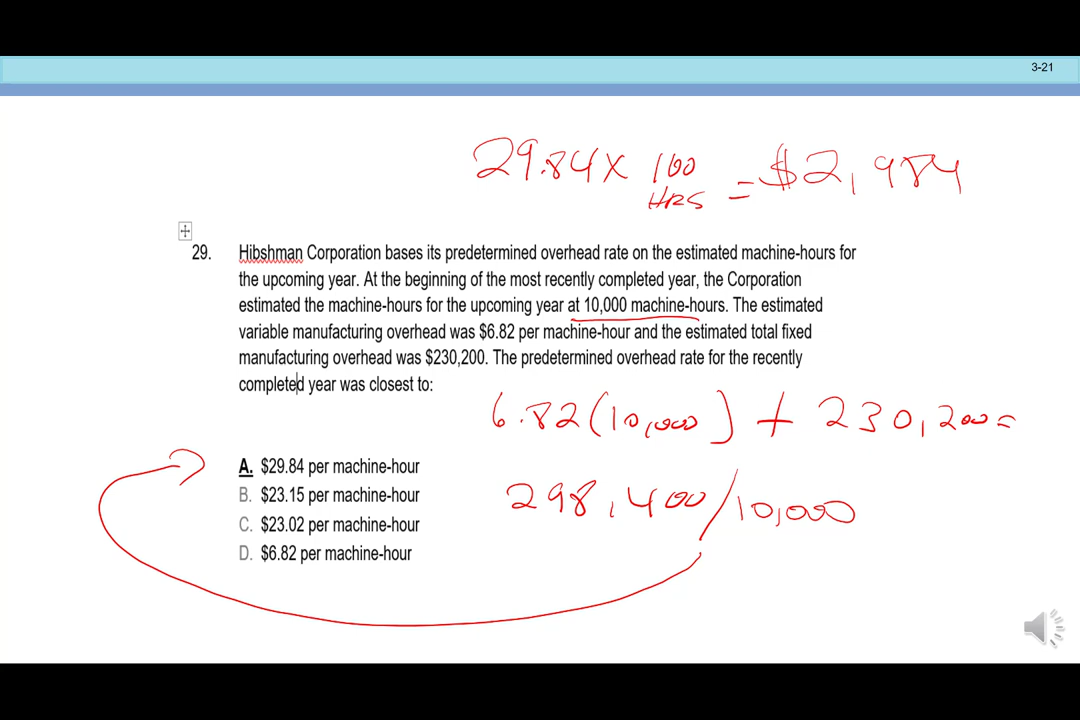 3-21
29.84 x 100 HRS = $2,984
29. Hibshman Corporation bases its predetermined overhead rate on the estimated machine-hours for
the upcoming year. At the beginning of the most recently completed year, the Corporation
estimated the machine-hours for the upcoming year at 10,000 machine-hours. The estimated
variable manufacturing overhead was $6.82 per machine-hour and the estimated total fixed
manufacturing overhead was $230,200. The predetermined overhead rate for the recently
completed year was closest to:
6.82 (10,000) + 230,200 =
A. $29.84 per machine-hour
B. $23.15 per machine-hour
298,400/10,000
C. $23.02 per machine-hour
D. $6.82 per machine-hour